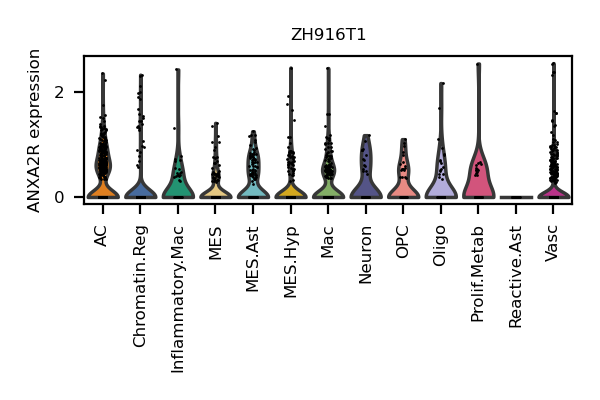 ZH916T1
ANXA2R expression
2
0
AC
Chromatin.Reg
Inflammatory.Mac
MES
MES.Ast
MES.Hyp
Mac
Neuron
OPC
Oligo
Prolif.Metab
Reactive.Ast
Vasc